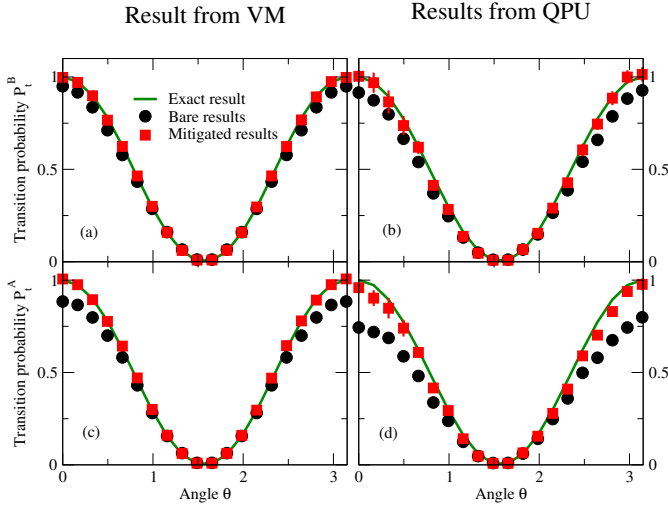 Result from VM
Results from QPU
Transition probability P_t^B
1
0.5
0
Exact result
Bare results
Mitigated results
(a)
(b)
1
0.5
0
Transition probability P_t^A
1
0.5
0
(c)
(d)
1
0.5
0
0 1 2 3
0 1 2 3
Angle θ
Angle θ